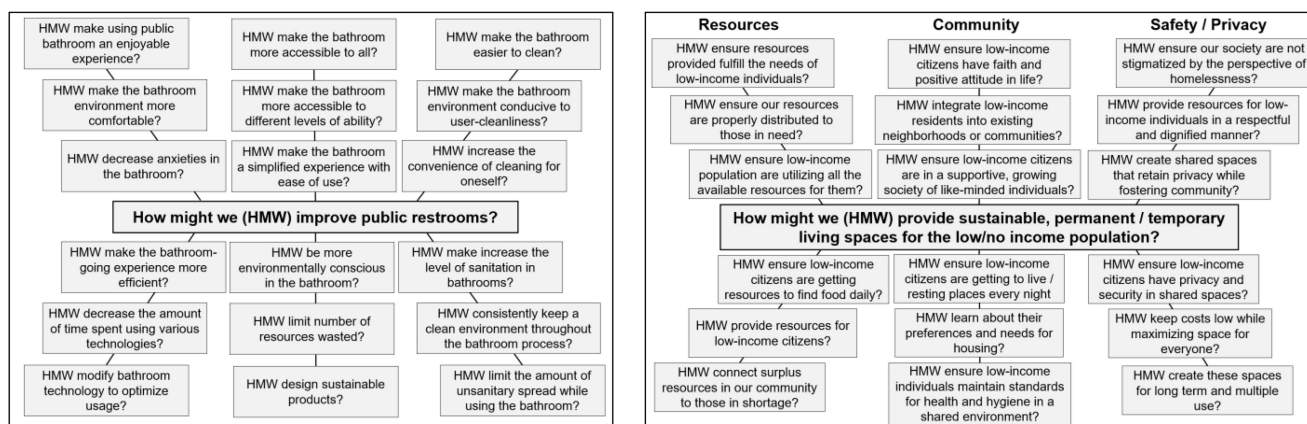 HMW make using public
bathroom an enjoyable
experience?
HMW make the bathroom
more accessible to all?
HMW make the bathroom
easier to clean?
HMW make the bathroom
environment more
comfortable?
HMW make the bathroom
more accessible to
different levels of ability?
HMW make the bathroom
environment conducive to
user-cleanliness?
HMW decrease anxieties in
the bathroom?
HMW make the bathroom
a simplified experience with
ease of use?
HMW increase the
convenience of cleaning for
oneself?
How might we (HMW) improve public restrooms?
HMW make the bathroom-
going experience more
efficient?
HMW be more
environmentally conscious
in the bathroom?
HMW make increase the
level of sanitation in
bathrooms?
HMW decrease the amount
of time spent using various
technologies?
HMW limit number of
resources wasted?
HMW consistently keep a
clean environment throughout
the bathroom process?
HMW modify bathroom
technology to optimize
usage?
HMW design sustainable
products?
HMW limit the amount of
unsanitary spread while
using the bathroom?
Resources
Community
Safety / Privacy
HMW ensure resources
provided fulfill the needs of
low-income individuals?
HMW ensure low-income
citizens have faith and
positive attitude in life?
HMW ensure our society are not
stigmatized by the perspective of
homelessness?
HMW ensure our resources
are properly distributed to
those in need?
HMW integrate low-income
residents into existing
neighborhoods or communities?
HMW provide resources for low-
income individuals in a respectful
and dignified manner?
HMW ensure low-income
population are utilizing all the
available resources for them?
HMW ensure low-income citizens
are in a supportive, growing
society of like-minded individuals?
HMW create shared spaces
that retain privacy while
fostering community?
How might we (HMW) provide sustainable, permanent / temporary
living spaces for the low/no income population?
HMW ensure low-income
citizens are getting
resources to find food daily?
HMW ensure low-income
citizens are getting to live /
resting places every night
HMW ensure low-income
citizens have privacy and
security in shared spaces?
HMW provide resources for
low-income citizens?
HMW learn about their
preferences and needs for
housing?
HMW keep costs low while
maximizing space for
everyone?
HMW connect surplus
resources in our community
to those in shortage?
HMW ensure low-income
individuals maintain standards
for health and hygiene in a
shared environment?
HMW create these spaces
for long term and multiple
use?